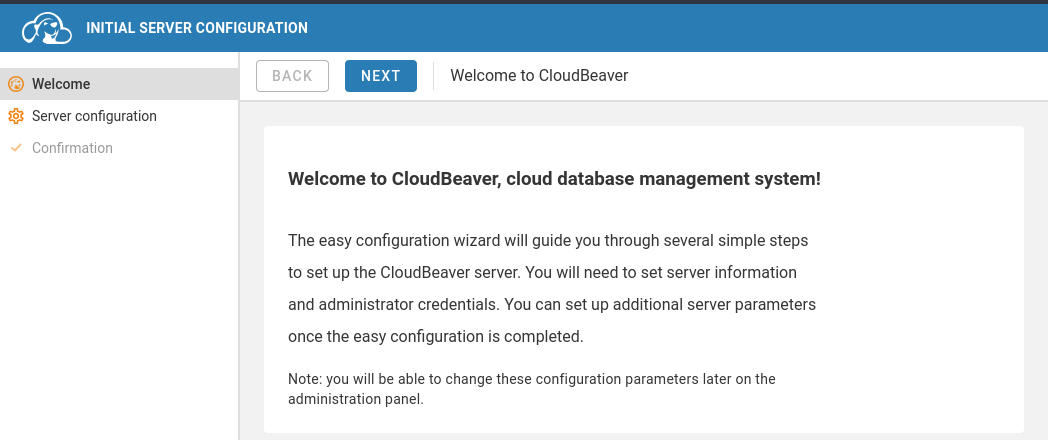 INITIAL SERVER CONFIGURATION
Welcome
Server configuration
Confirmation
BACK NEXT Welcome to CloudBeaver
Welcome to CloudBeaver, cloud database management system!
The easy configuration wizard will guide you through several simple steps
to set up the CloudBeaver server. You will need to set server information
and administrator credentials. You can set up additional server parameters
once the easy configuration is completed.
Note: you will be able to change these configuration parameters later on the
administration panel.